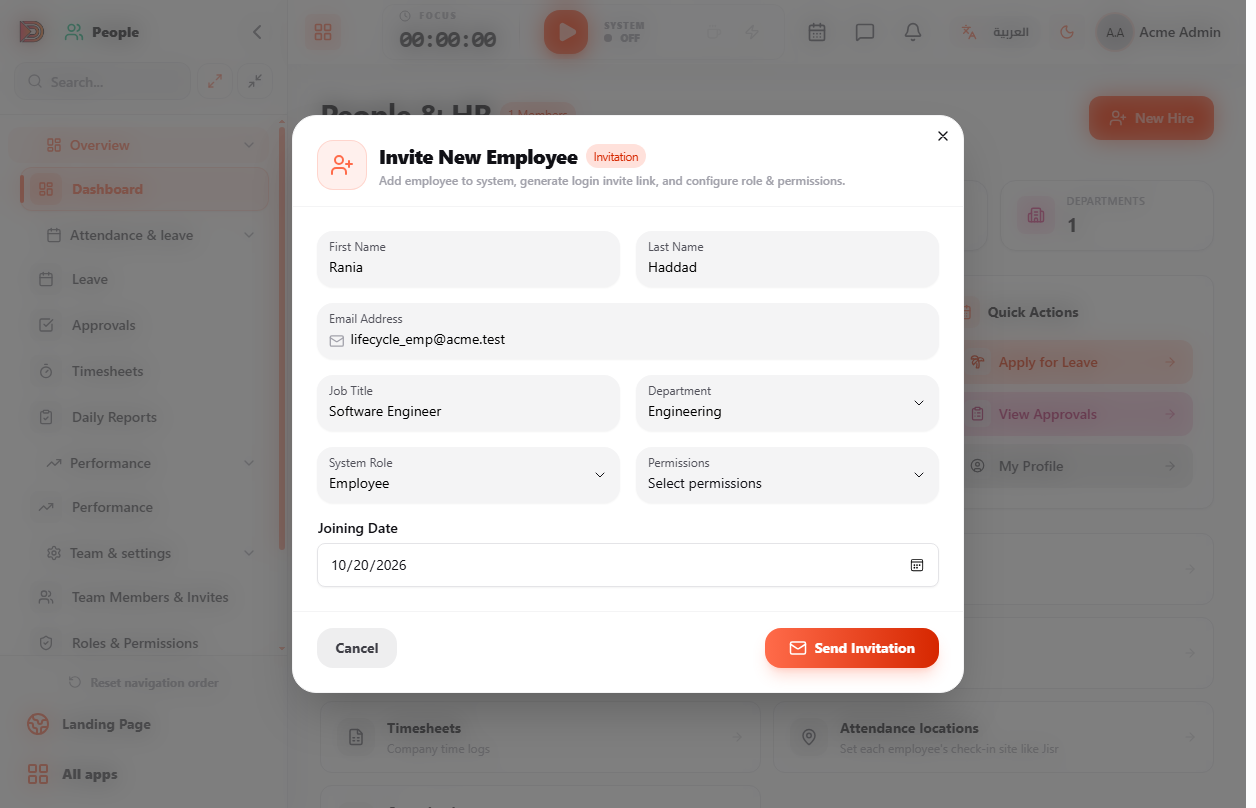 People
FOCUS
00:00:00
SYSTEM
OFF
العربية
A.A
Acme Admin
Search...
People & HR
1 Members
New Hire
Overview
Dashboard
Attendance & leave
Leave
Approvals
Timesheets
Daily Reports
Performance
Performance
Team & settings
Team Members & Invites
Roles & Permissions
Reset navigation order
Landing Page
All apps
DEPARTMENTS
1
Quick Actions
Apply for Leave
View Approvals
My Profile
Invite New Employee
Invitation
Add employee to system, generate login invite link, and configure role & permissions.
First Name
Rania
Last Name
Haddad
Email Address
lifecycle_emp@acme.test
Job Title
Software Engineer
Department
Engineering
System Role
Employee
Permissions
Select permissions
Joining Date
10/20/2026
Cancel
Send Invitation
Timesheets
Company time logs
Attendance locations
Set each employee's check-in site like Jisr